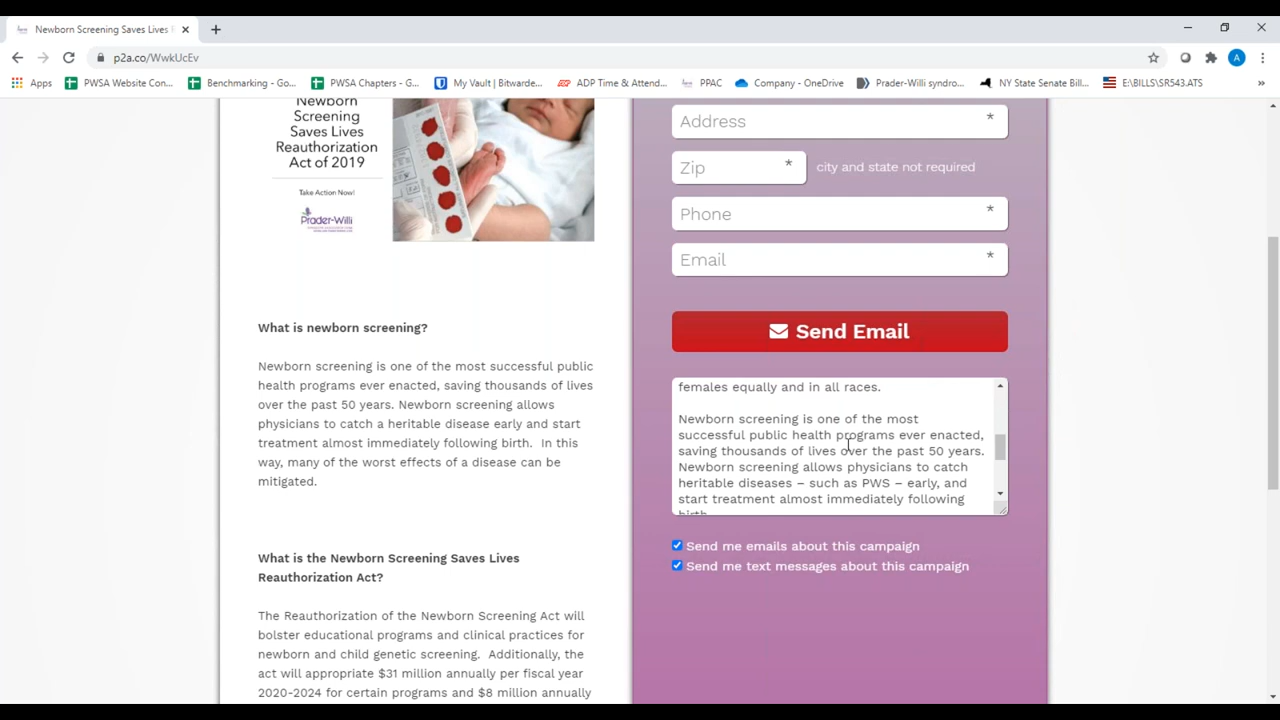 Newborn Screening Saves Lives
p2a.co/WwkUcEv
A
Apps
PWSA Website Con...
Benchmarking - Go...
PWSA Chapters - G...
My Vault | Bitwarde...
ADP Time & Attend...
PPAC
Company - OneDrive
Prader-Willi syndro...
NY State Senate Bill...
E:\BILLS\SR543.ATS
»
Newborn
Screening
Saves Lives
Reauthorization
Act of 2019
Take Action Now!
Prader-Willi
What is newborn screening?
Newborn screening is one of the most successful public
health programs ever enacted, saving thousands of lives
over the past 50 years. Newborn screening allows
physicians to catch a heritable disease early and start
treatment almost immediately following birth. In this
way, many of the worst effects of a disease can be
mitigated.
What is the Newborn Screening Saves Lives
Reauthorization Act?
The Reauthorization of the Newborn Screening Act will
bolster educational programs and clinical practices for
newborn and child genetic screening. Additionally, the
act will appropriate $31 million annually per fiscal year
2020-2024 for certain programs and $8 million annually
Address *
Zip * city and state not required
Phone *
Email *
Send Email
females equally and in all races.
Newborn screening is one of the most
successful public health programs ever enacted,
saving thousands of lives over the past 50 years.
Newborn screening allows physicians to catch
heritable diseases – such as PWS – early, and
start treatment almost immediately following
birth
Send me emails about this campaign
Send me text messages about this campaign